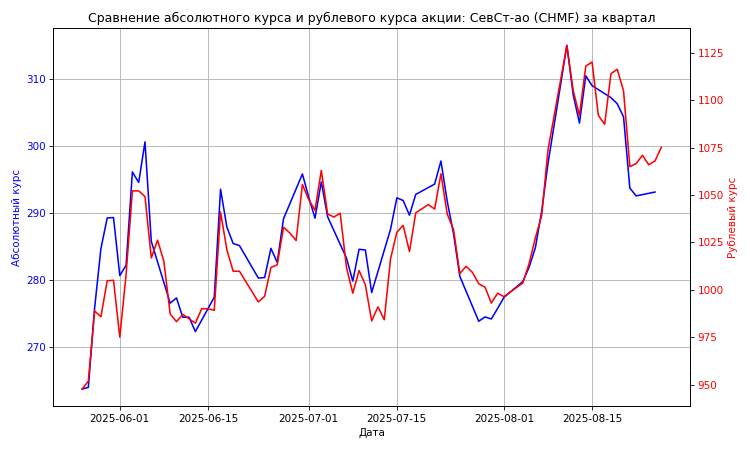 Сравнение абсолютного курса и рублевого курса акции: СевСт-ао (CHMF) за квартал
Абсолютный курс
310
300
290
280
270
1125
1100
1075
1050
1025
1000
975
950
Рублевый курс
2025-06-01 2025-06-15 2025-07-01 2025-07-15 2025-08-01 2025-08-15
Дата